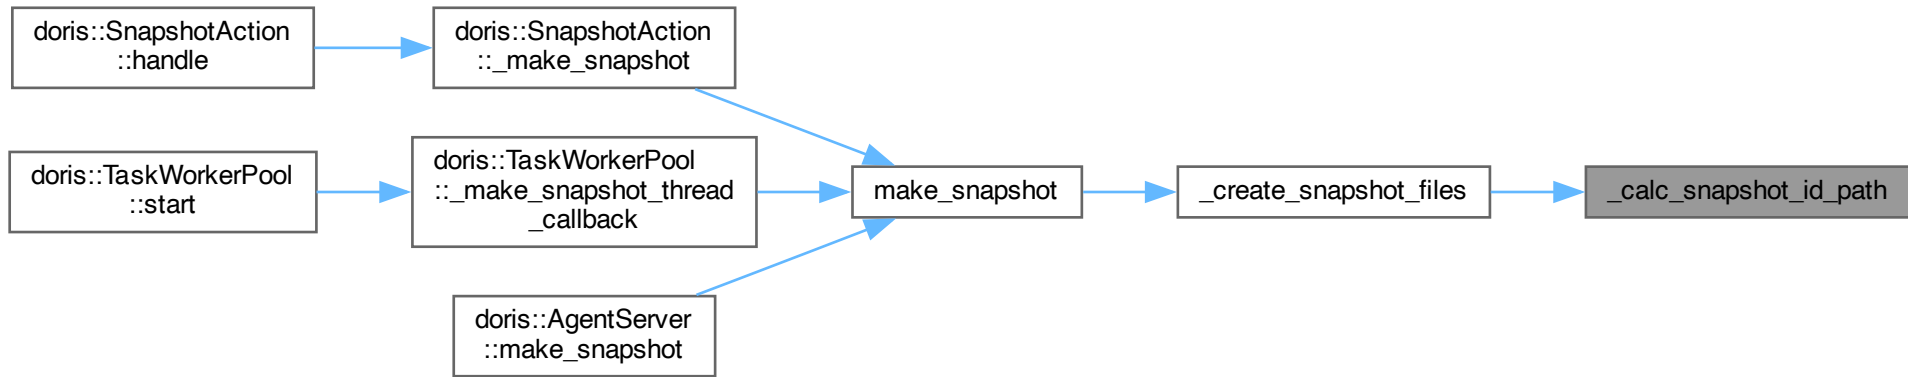 doris::SnapshotAction
::handle
doris::SnapshotAction
::_make_snapshot
doris::TaskWorkerPool
::start
doris::TaskWorkerPool
::_make_snapshot_thread
_callback
make_snapshot
_create_snapshot_files
_calc_snapshot_id_path
doris::AgentServer
::make_snapshot